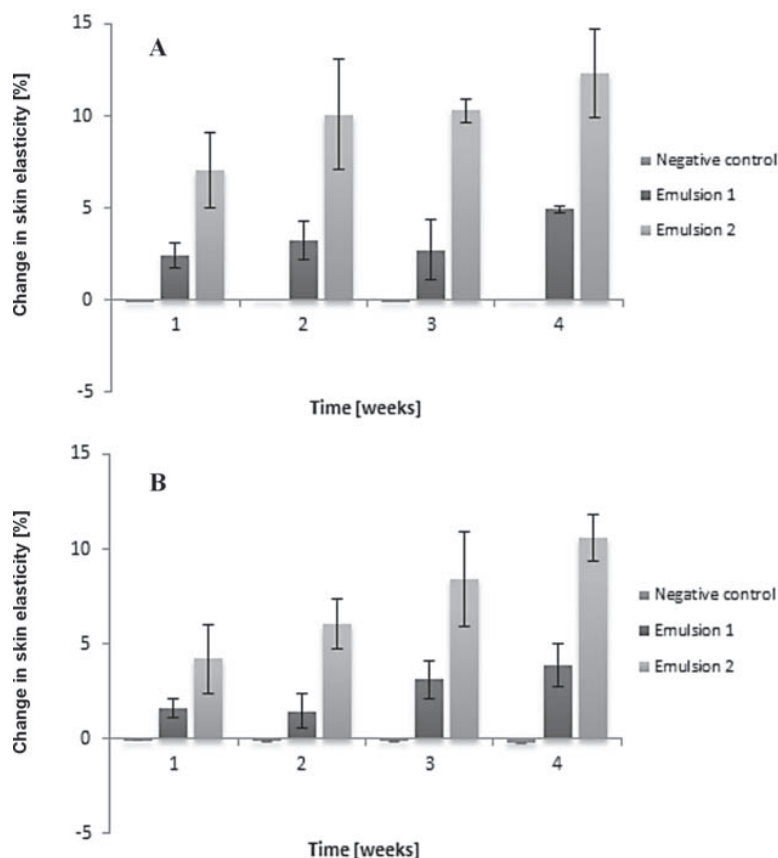 A
Change in skin elasticity [%]
15
10
5
0
-5
1 2 3 4
Time [weeks]
Negative control
Emulsion 1
Emulsion 2
B
Change in skin elasticity [%]
15
10
5
0
-5
1 2 3 4
Time [weeks]
Negative control
Emulsion 1
Emulsion 2